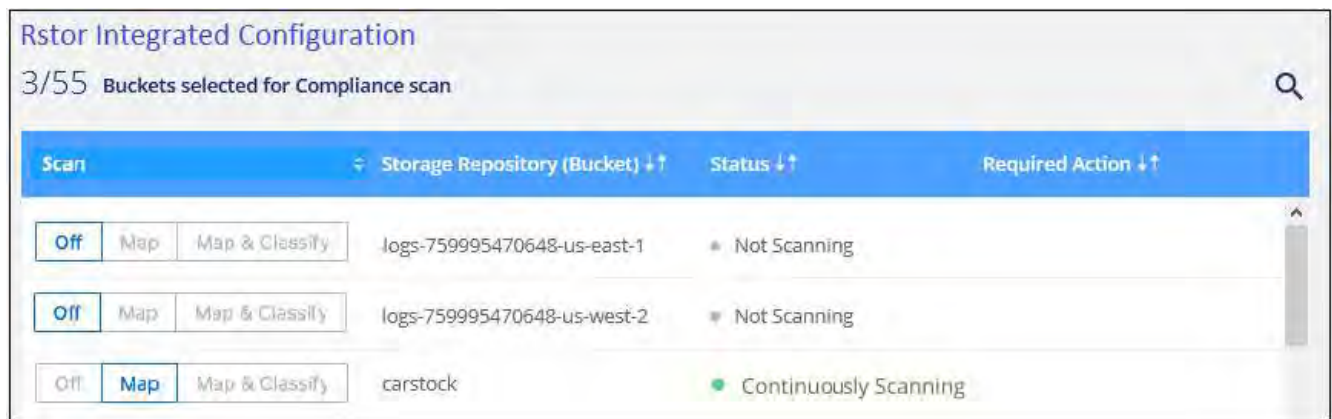 Rstor Integrated Configuration
3/55 Buckets selected for Compliance scan
Scan Storage Repository (Bucket) ↓↑ Status ↓↑ Required Action ↓↑
Off Map Map & Classify logs-759995470648-us-east-1 Not Scanning
Off Map Map & Classify logs-759995470648-us-west-2 Not Scanning
Off Map Map & Classify carstock Continuously Scanning